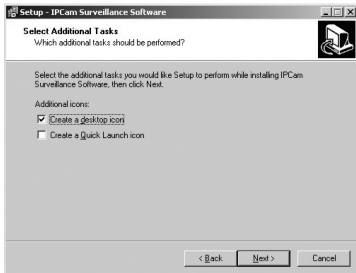 Setup - IPCam Surveillance Software
Select Additional Tasks
Which additional tasks should be performed?
Select the additional tasks you would like Setup to perform while installing IPCam
Surveillance Software, then click Next.
Additional icons:
Create a desktop icon
Create a Quick Launch icon
< Back Next > Cancel